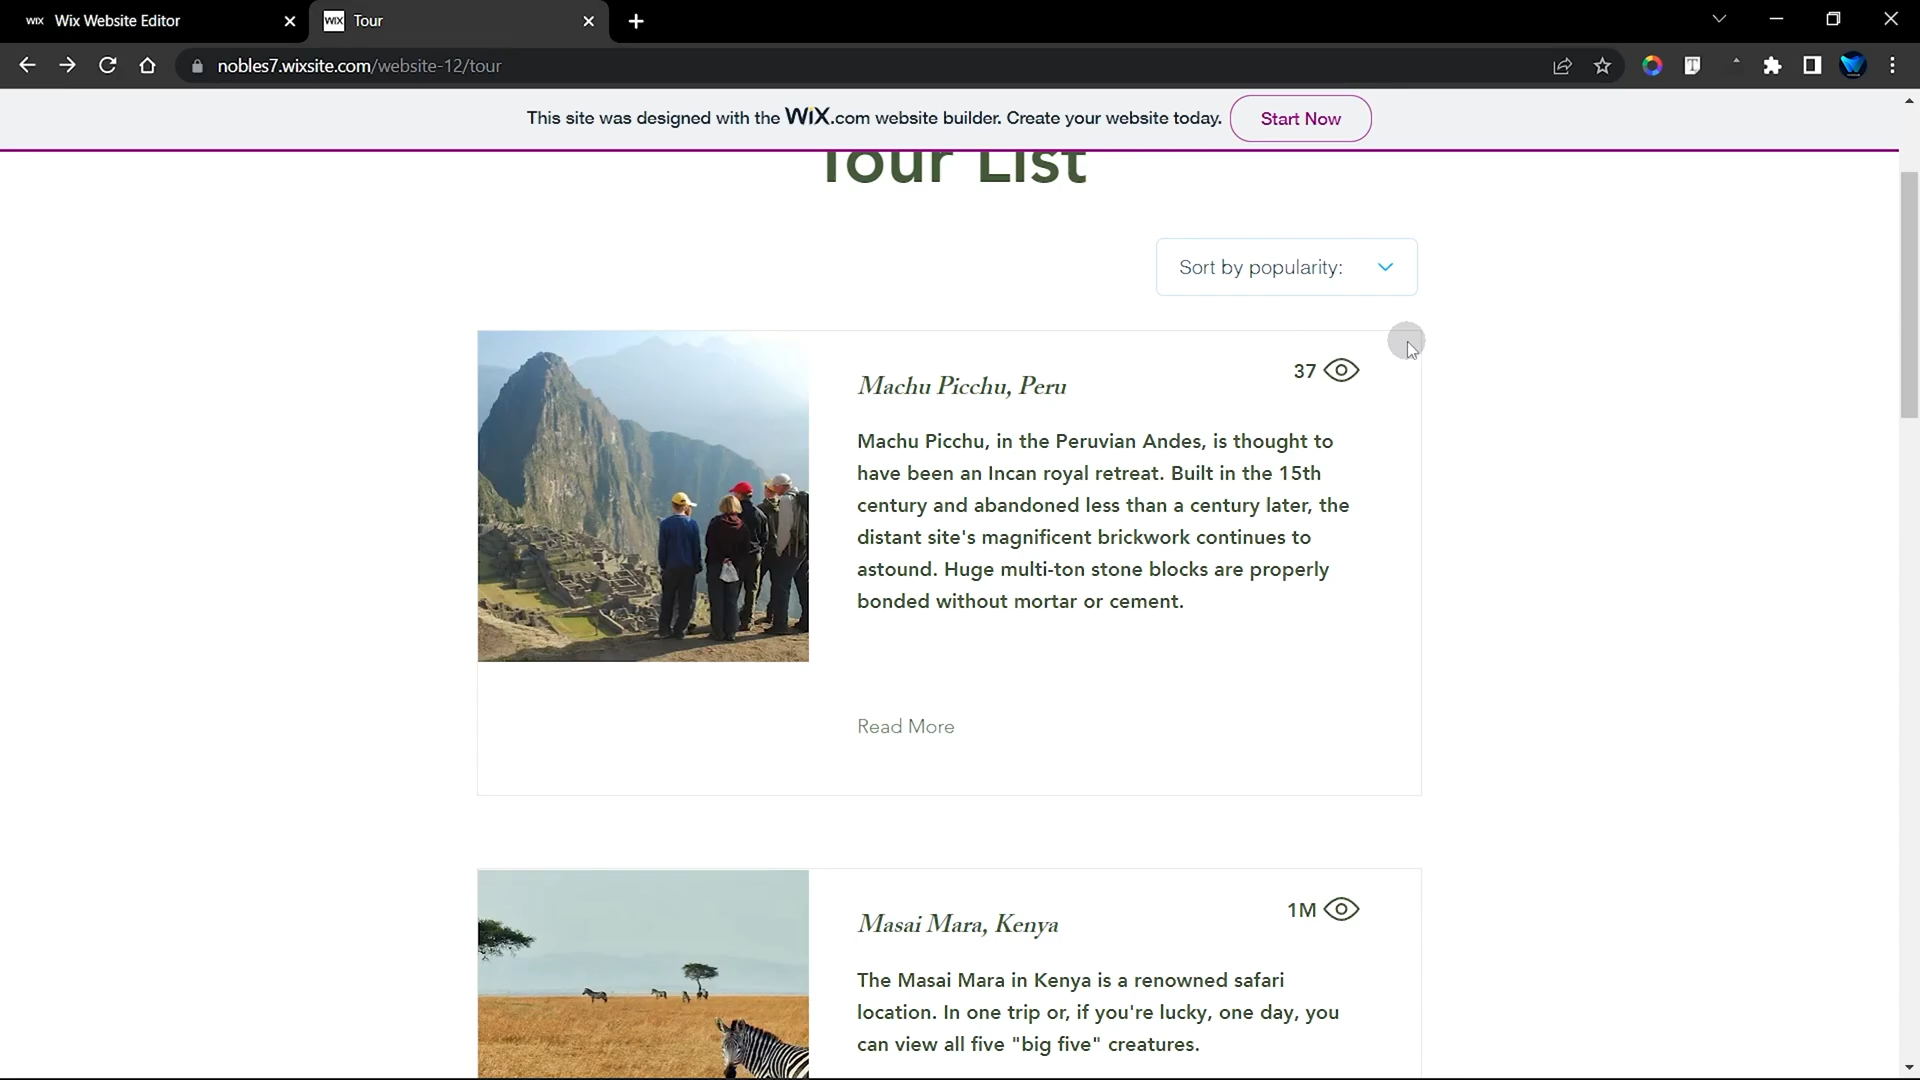 WIX Wix Website Editor
WIX Tour
nobles7.wixsite.com/website-12/tour
This site was designed with the WiX.com website builder. Create your website today.
Start Now
Tour List
Sort by popularity:
37
Machu Picchu, Peru
Machu Picchu, in the Peruvian Andes, is thought to
have been an Incan royal retreat. Built in the 15th
century and abandoned less than a century later, the
distant site's magnificent brickwork continues to
astound. Huge multi-ton stone blocks are properly
bonded without mortar or cement.
Read More
1M
Masai Mara, Kenya
The Masai Mara in Kenya is a renowned safari
location. In one trip or, if you're lucky, one day, you
can view all five "big five" creatures.